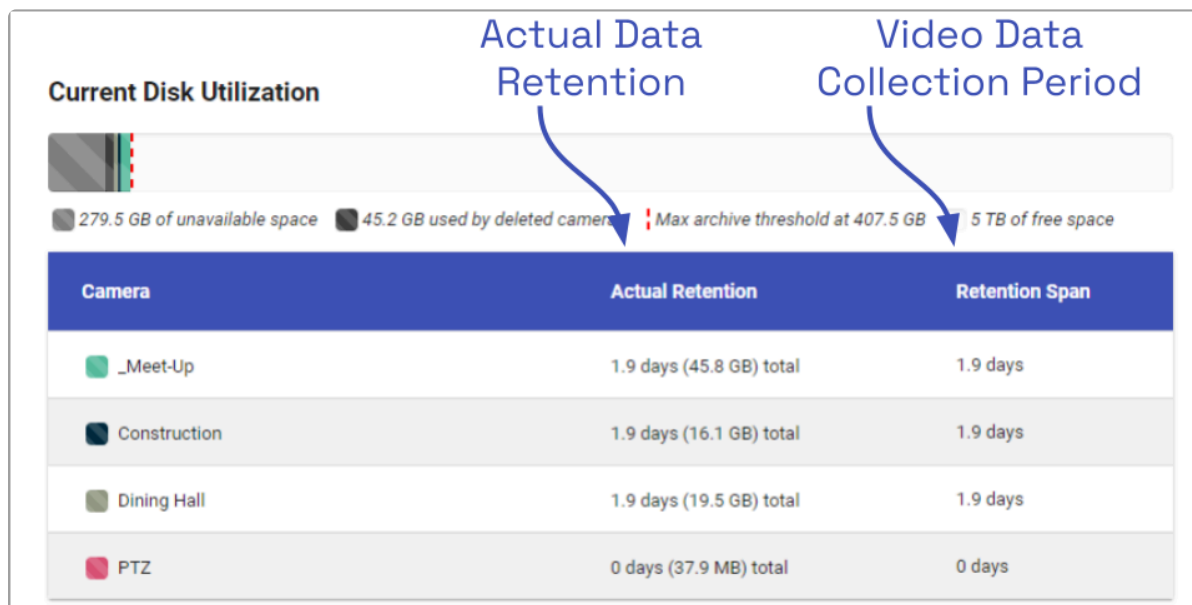 Actual Data
Retention
Video Data
Collection Period
Current Disk Utilization
279.5 GB of unavailable space 45.2 GB used by deleted camer Max archive threshold at 407.5 GB 5 TB of free space
Camera Actual Retention Retention Span
_Meet-Up 1.9 days (45.8 GB) total 1.9 days
Construction 1.9 days (16.1 GB) total 1.9 days
Dining Hall 1.9 days (19.5 GB) total 1.9 days
PTZ 0 days (37.9 MB) total 0 days